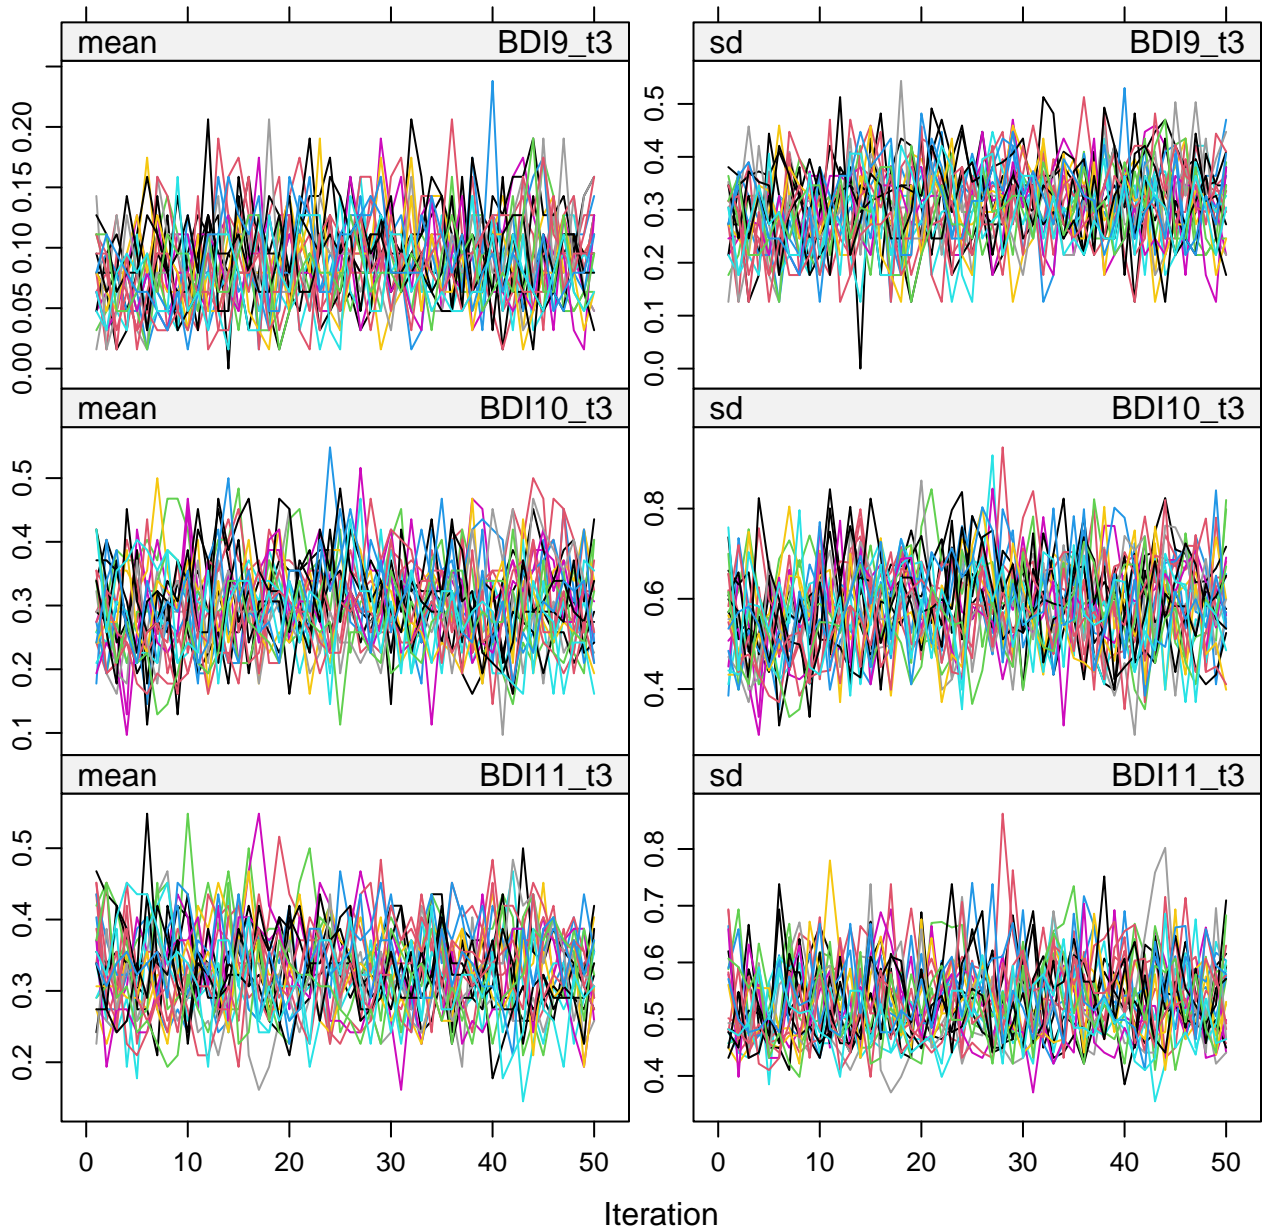 mean BDI9_t3 sd BDI9_t3
0.00 0.05 0.10 0.15 0.20
0.0 0.1 0.2 0.3 0.4 0.5
mean BDI10_t3 sd BDI10_t3
0.1 0.2 0.3 0.4 0.5
0.4 0.6 0.8
mean BDI11_t3 sd BDI11_t3
0.2 0.3 0.4 0.5
0.4 0.5 0.6 0.7 0.8
0 10 20 30 40 50 0 10 20 30 40 50
Iteration